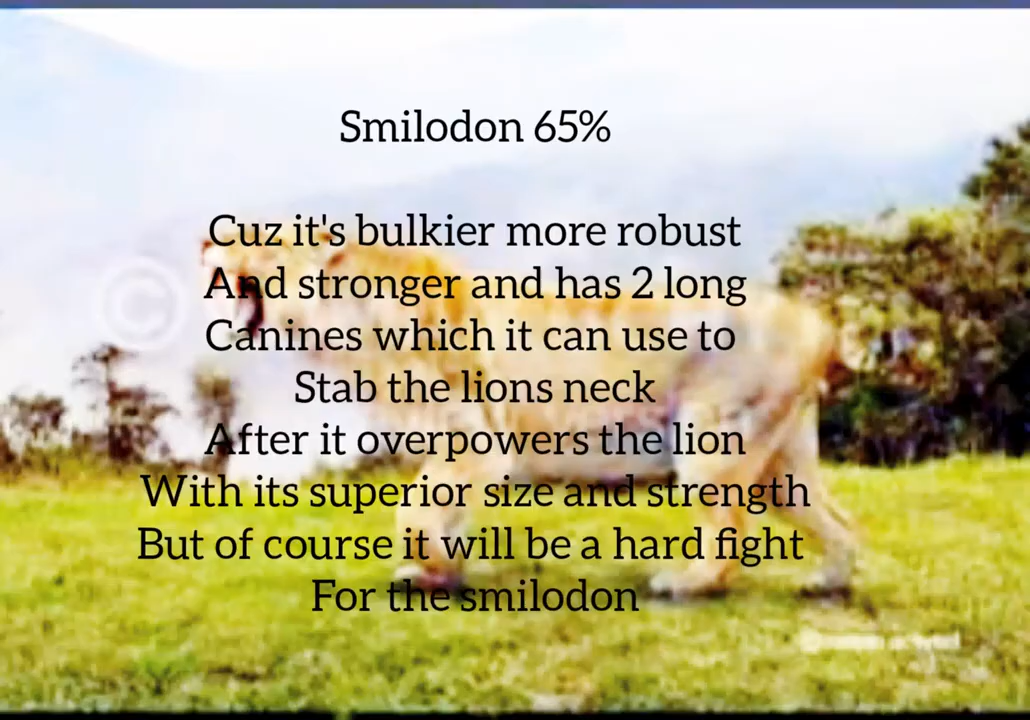 Smilodon 65%
Cuz it's bulkier more robust
And stronger and has 2 long
Canines which it can use to
Stab the lions neck
After it overpowers the lion
With its superior size and strength
But of course it will be a hard fight
For the smilodon